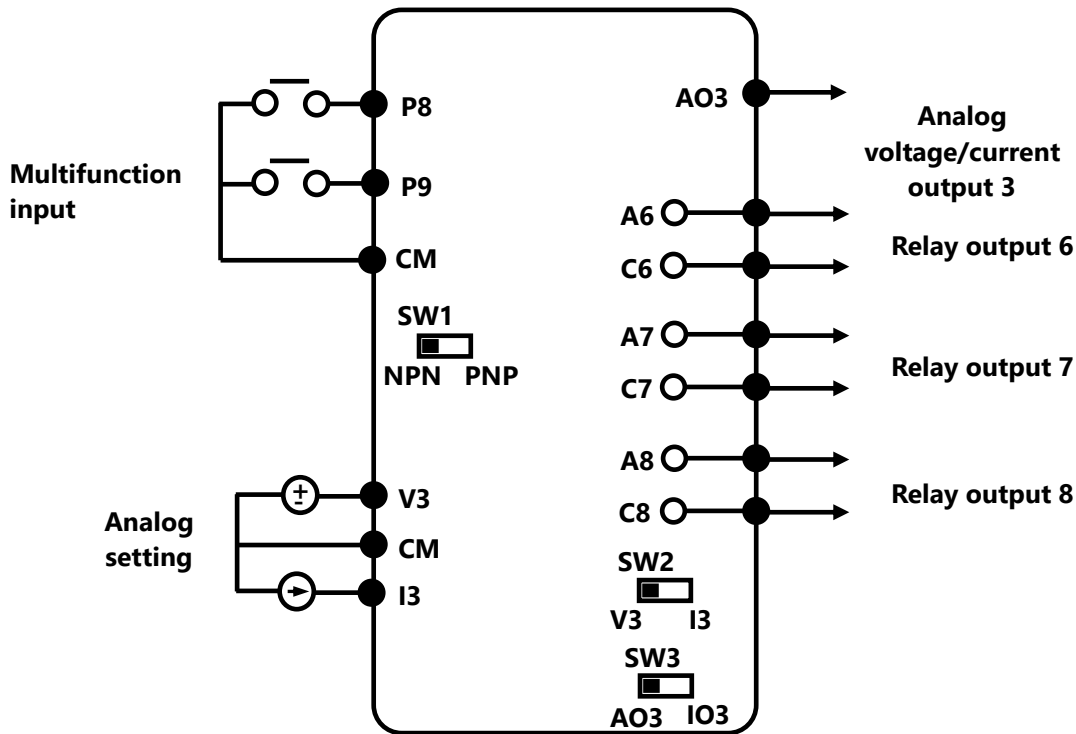 Multifunction
input
P8
P9
CM
SW1
NPN PNP
Analog
setting
V3
CM
I3
AO3
Analog
voltage/current
output 3
A6
C6
Relay output 6
A7
C7
Relay output 7
A8
C8
Relay output 8
SW2
V3 I3
SW3
AO3 IO3